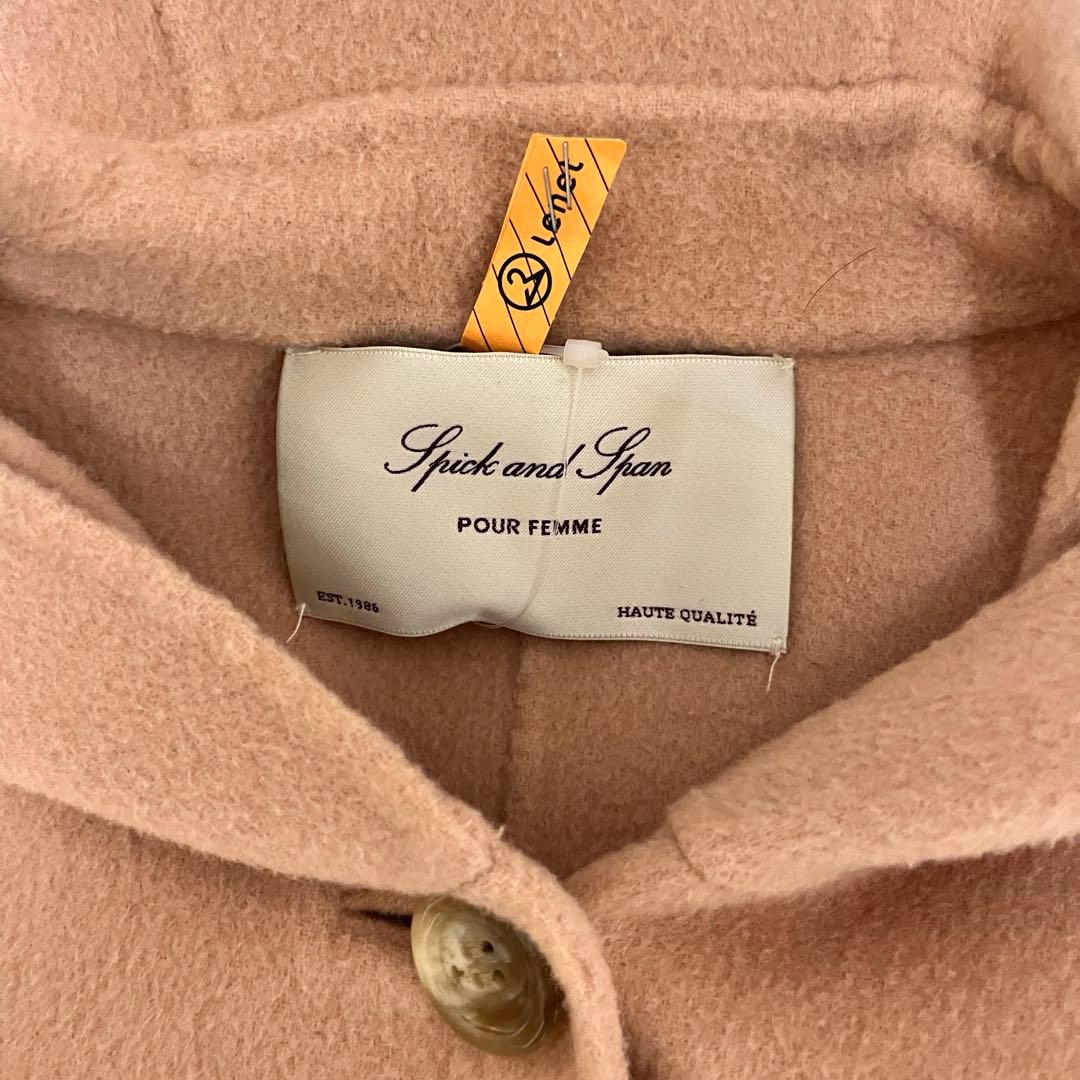 Lenet
Spick and Span
POUR FEMME
EST.1986
HAUTE QUALITÉ